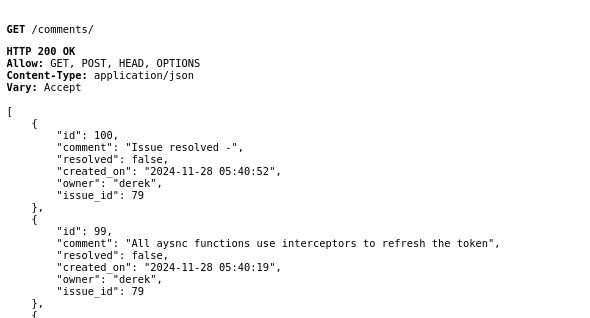 GET /comments/
HTTP 200 OK
Allow: GET, POST, HEAD, OPTIONS
Content-Type: application/json
Vary: Accept
[
    {
        "id": 100,
        "comment": "Issue resolved -",
        "resolved": false,
        "created_on": "2024-11-28 05:40:52",
        "owner": "derek",
        "issue_id": 79
    },
    {
        "id": 99,
        "comment": "All aysnc functions use interceptors to refresh the token",
        "resolved": false,
        "created_on": "2024-11-28 05:40:19",
        "owner": "derek",
        "issue_id": 79
    },
    {